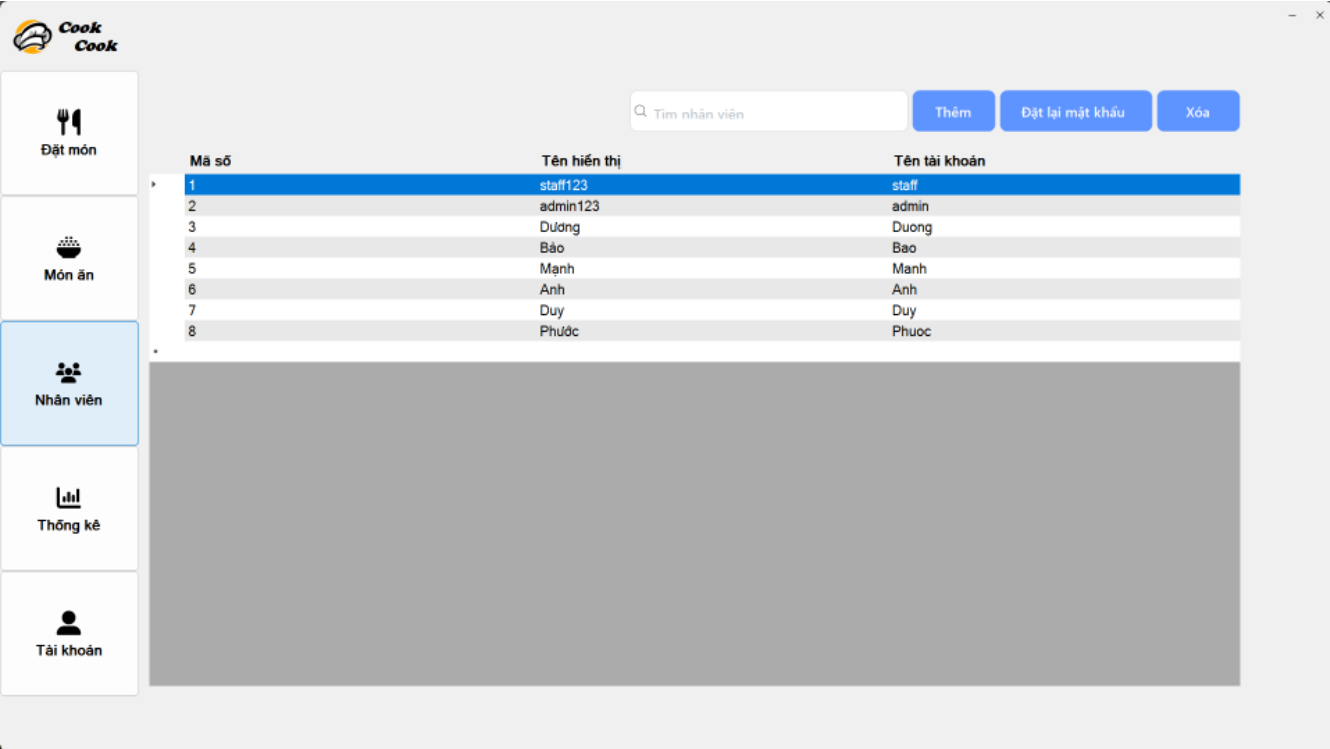 Cook
Cook
Đặt món
Món ăn
Nhân viên
Thống kê
Tài khoản
Tìm nhân viên
Thêm
Đặt lại mật khẩu
Xóa
Mã số Tên hiển thị Tên tài khoản
1 staff123 staff
2 admin123 admin
3 Dương Duong
4 Bảo Bao
5 Mạnh Manh
6 Anh Anh
7 Duy Duy
8 Phước Phuoc